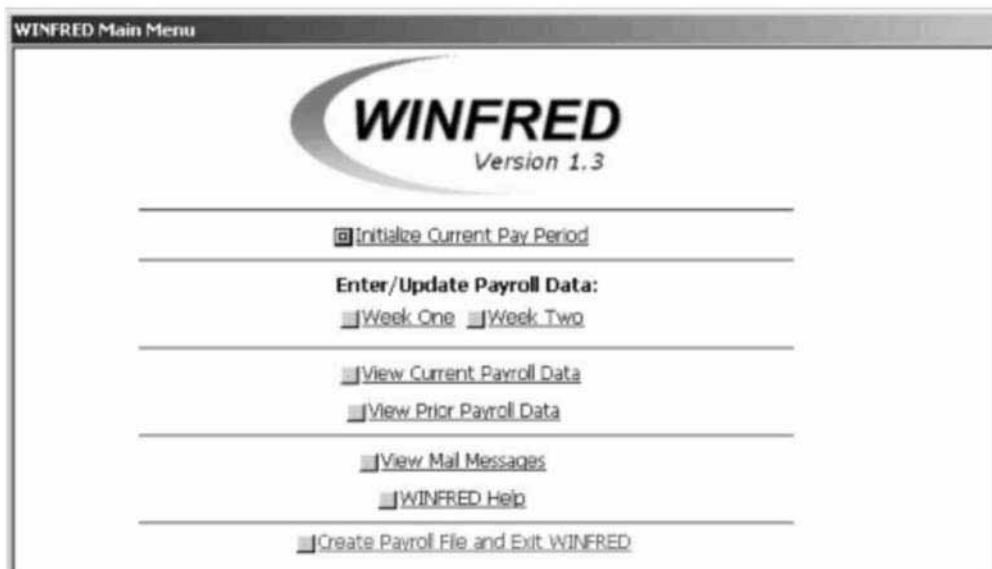 WINFRED Main Menu
WINFRED
Version 1.3
Initialize Current Pay Period
Enter/Update Payroll Data:
Week One Week Two
View Current Payroll Data
View Prior Payroll Data
View Mail Messages
WINFRED Help
Create Payroll File and Exit WINFRED